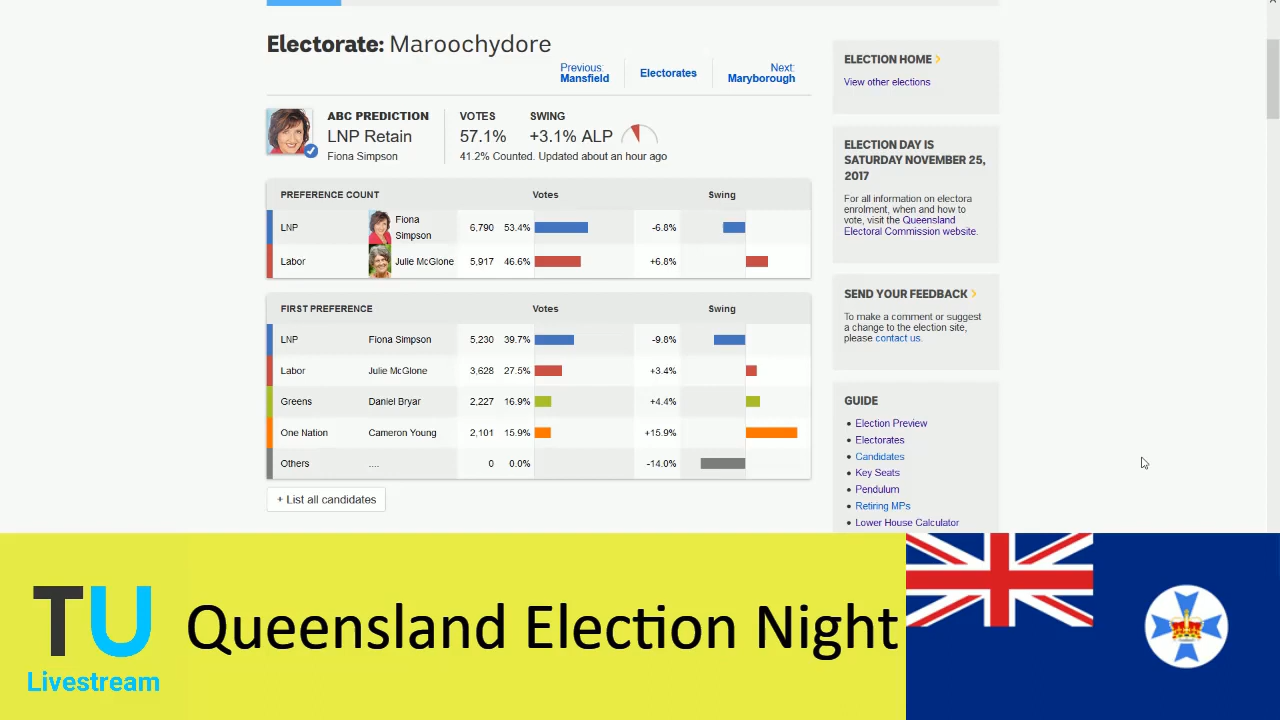 Electorate: Maroochydore
Previous:
Mansfield
Electorates
Next:
Maryborough
ABC PREDICTION
LNP Retain
Fiona Simpson
VOTES
57.1%
SWING
+3.1% ALP
41.2% Counted. Updated about an hour ago
PREFERENCE COUNT Votes Swing
LNP Fiona Simpson 6,790 53.4% -6.8%
Labor Julie McGlone 5,917 46.6% +6.8%
FIRST PREFERENCE Votes Swing
LNP Fiona Simpson 5,230 39.7% -9.8%
Labor Julie McGlone 3,628 27.5% +3.4%
Greens Daniel Bryar 2,227 16.9% +4.4%
One Nation Cameron Young 2,101 15.9% +15.9%
Others .... 0 0.0% -14.0%
+ List all candidates
ELECTION HOME
View other elections
ELECTION DAY IS
SATURDAY NOVEMBER 25,
2017
For all information on electora
enrolment, when and how to
vote, visit the Queensland
Electoral Commission website.
SEND YOUR FEEDBACK
To make a comment or suggest
a change to the election site,
please contact us.
GUIDE
Election Preview
Electorates
Candidates
Key Seats
Pendulum
Retiring MPs
Lower House Calculator
TU
Livestream
Queensland Election Night